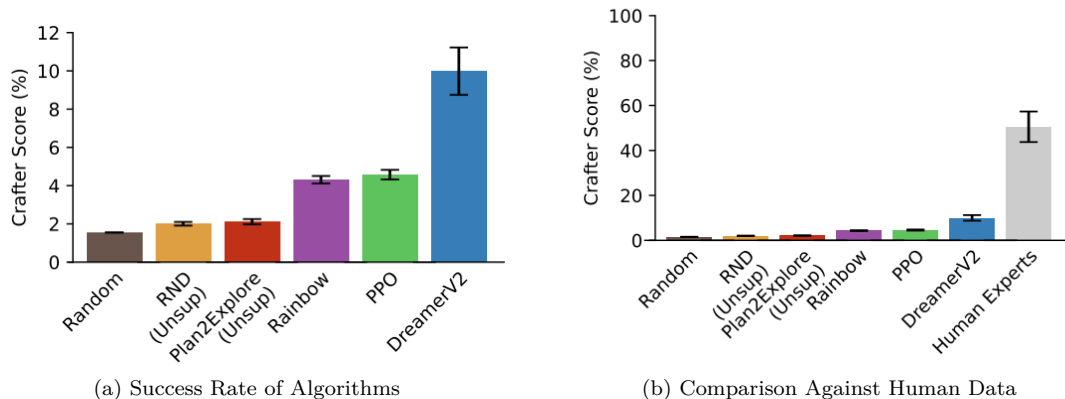 Crafter Score (%)
12
10
8
6
4
2
0
Random
RND
(Unsup)
Plan2Explore
(Unsup)
Rainbow
PPO
DreamerV2
(a) Success Rate of Algorithms
Crafter Score (%)
100
80
60
40
20
0
Random
RND
(Unsup)
Plan2Explore
(Unsup)
Rainbow
PPO
DreamerV2
Human Experts
(b) Comparison Against Human Data